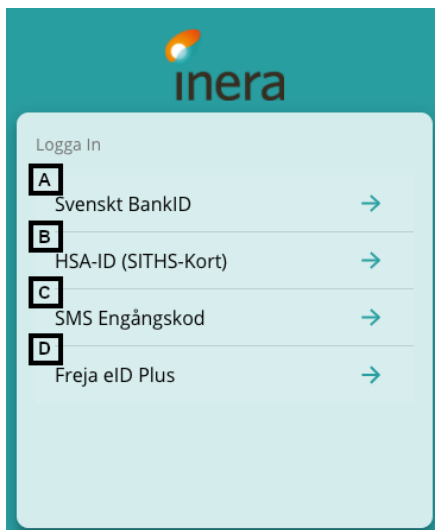 inera
Logga In
A
Svenskt BankID
B
HSA-ID (SITHS-Kort)
C
SMS Engångskod
D
Freja eID Plus